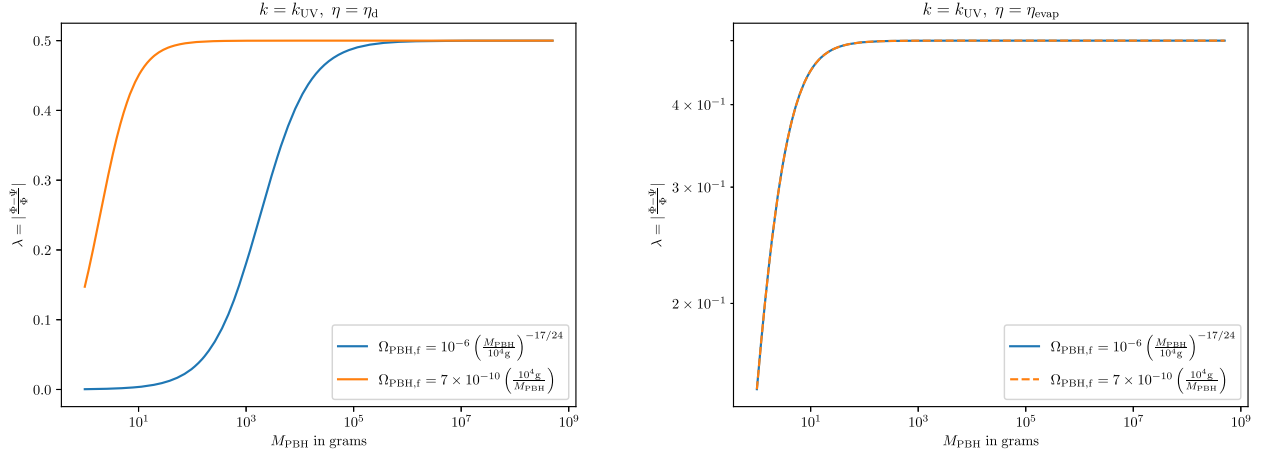 k = k_UV, η = η_d
0.5
0.4
0.3
0.2
0.1
0.0
λ = |(Φ−Ψ)/Φ|
10^1
10^3
10^5
10^7
10^9
M_PBH in grams
Ω_PBH,f = 10^−6 (M_PBH/10^4g)^−17/24
Ω_PBH,f = 7 × 10^−10 (10^4g/M_PBH)
k = k_UV, η = η_evap
4 × 10^−1
3 × 10^−1
2 × 10^−1
λ = |(Φ−Ψ)/Φ|
10^1
10^3
10^5
10^7
10^9
M_PBH in grams
Ω_PBH,f = 10^−6 (M_PBH/10^4g)^−17/24
Ω_PBH,f = 7 × 10^−10 (10^4g/M_PBH)